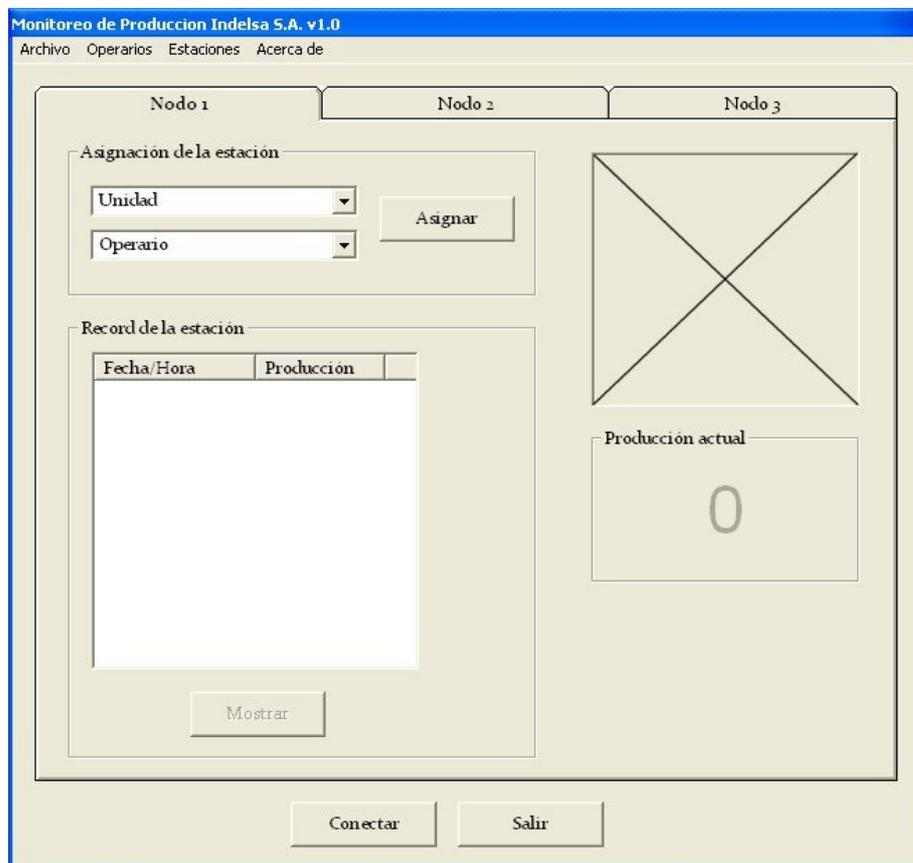 Monitoreo de Produccion Indelsa S.A. v1.0
Archivo Operarios Estaciones Acerca de
Nodo 1 Nodo 2 Nodo 3
Asignación de la estación
Unidad
Asignar
Operario
Record de la estación
Fecha/Hora Producción
Producción actual
0
Mostrar
Conectar Salir